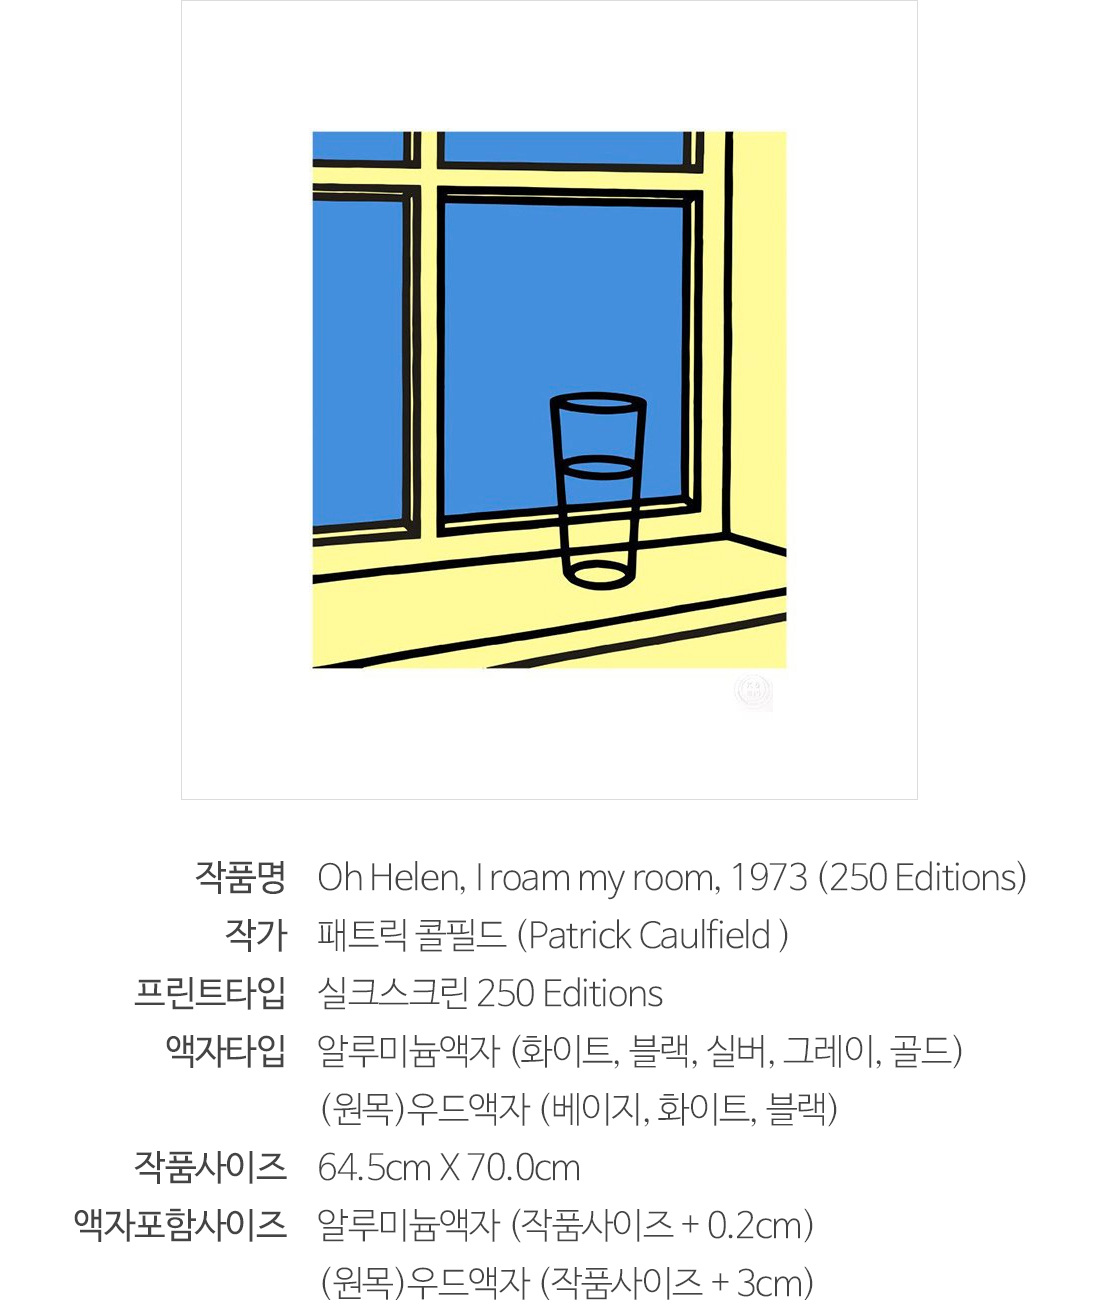 작품명 Oh Helen, I roam my room, 1973 (250 Editions)
작가 패트릭 콜필드 (Patrick Caulfield )
프린트타입 실크스크린 250 Editions
액자타입 알루미늄액자 (화이트, 블랙, 실버, 그레이, 골드)
(원목)우드액자 (베이지, 화이트, 블랙)
작품사이즈 64.5cm X 70.0cm
액자포함사이즈 알루미늄액자 (작품사이즈 + 0.2cm)
(원목)우드액자 (작품사이즈 + 3cm)